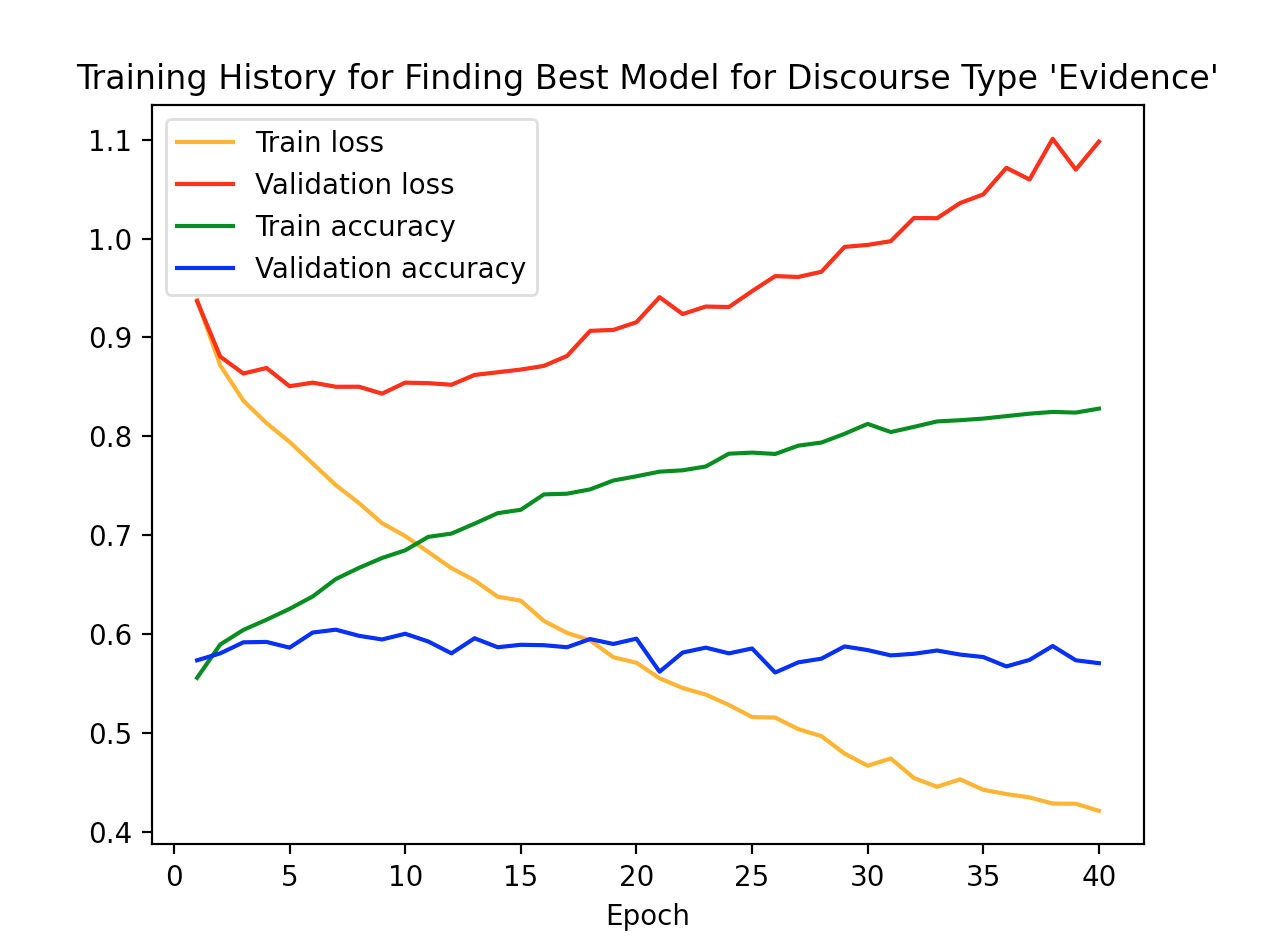 Training History for Finding Best Model for Discourse Type 'Evidence'
Train loss
Validation loss
Train accuracy
Validation accuracy
1.1
1.0
0.9
0.8
0.7
0.6
0.5
0.4
0 5 10 15 20 25 30 35 40
Epoch